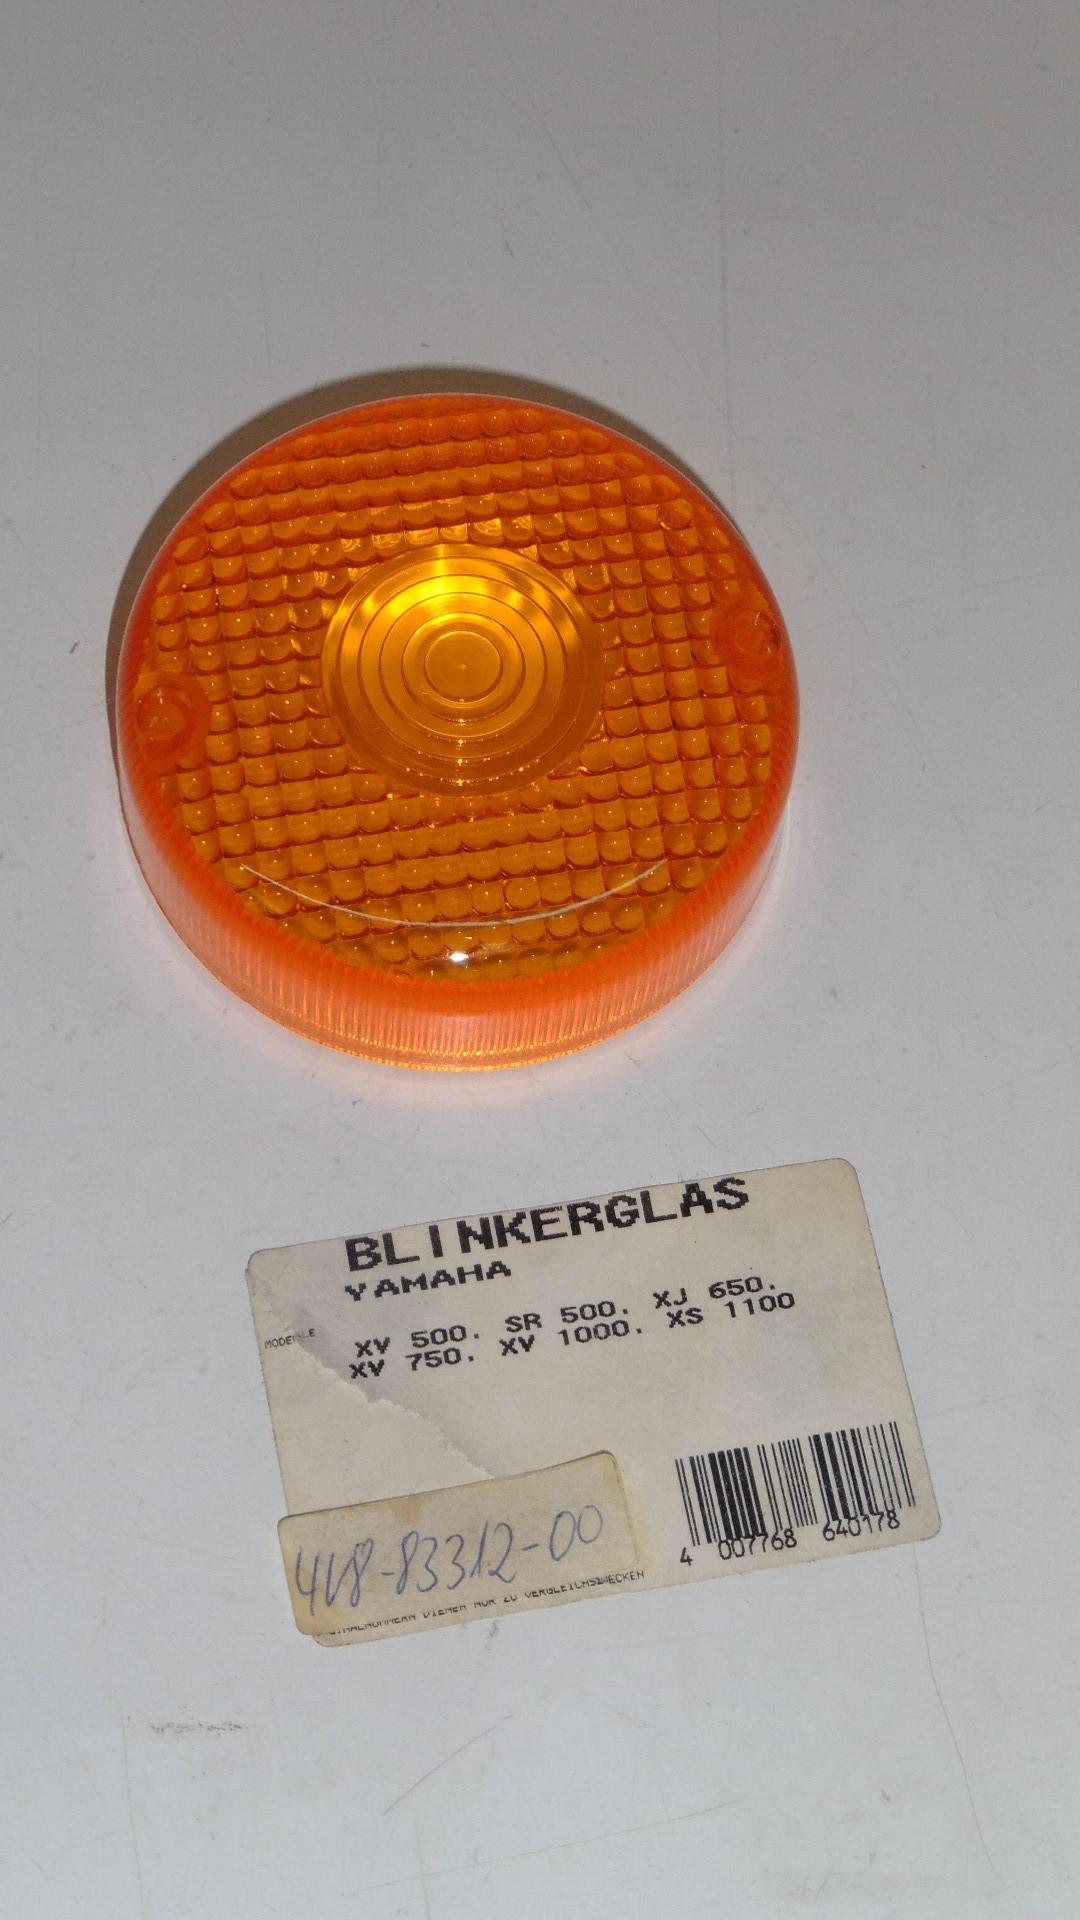 BLINKERGLAS
YAMAHA
XV 500. SR 500. XJ 650.
XV 750. XV 1000. XS 1100
4 007768 640178
4V8-83312-00
DIENEN NUR ZU VERGLEICHSZWECKEN